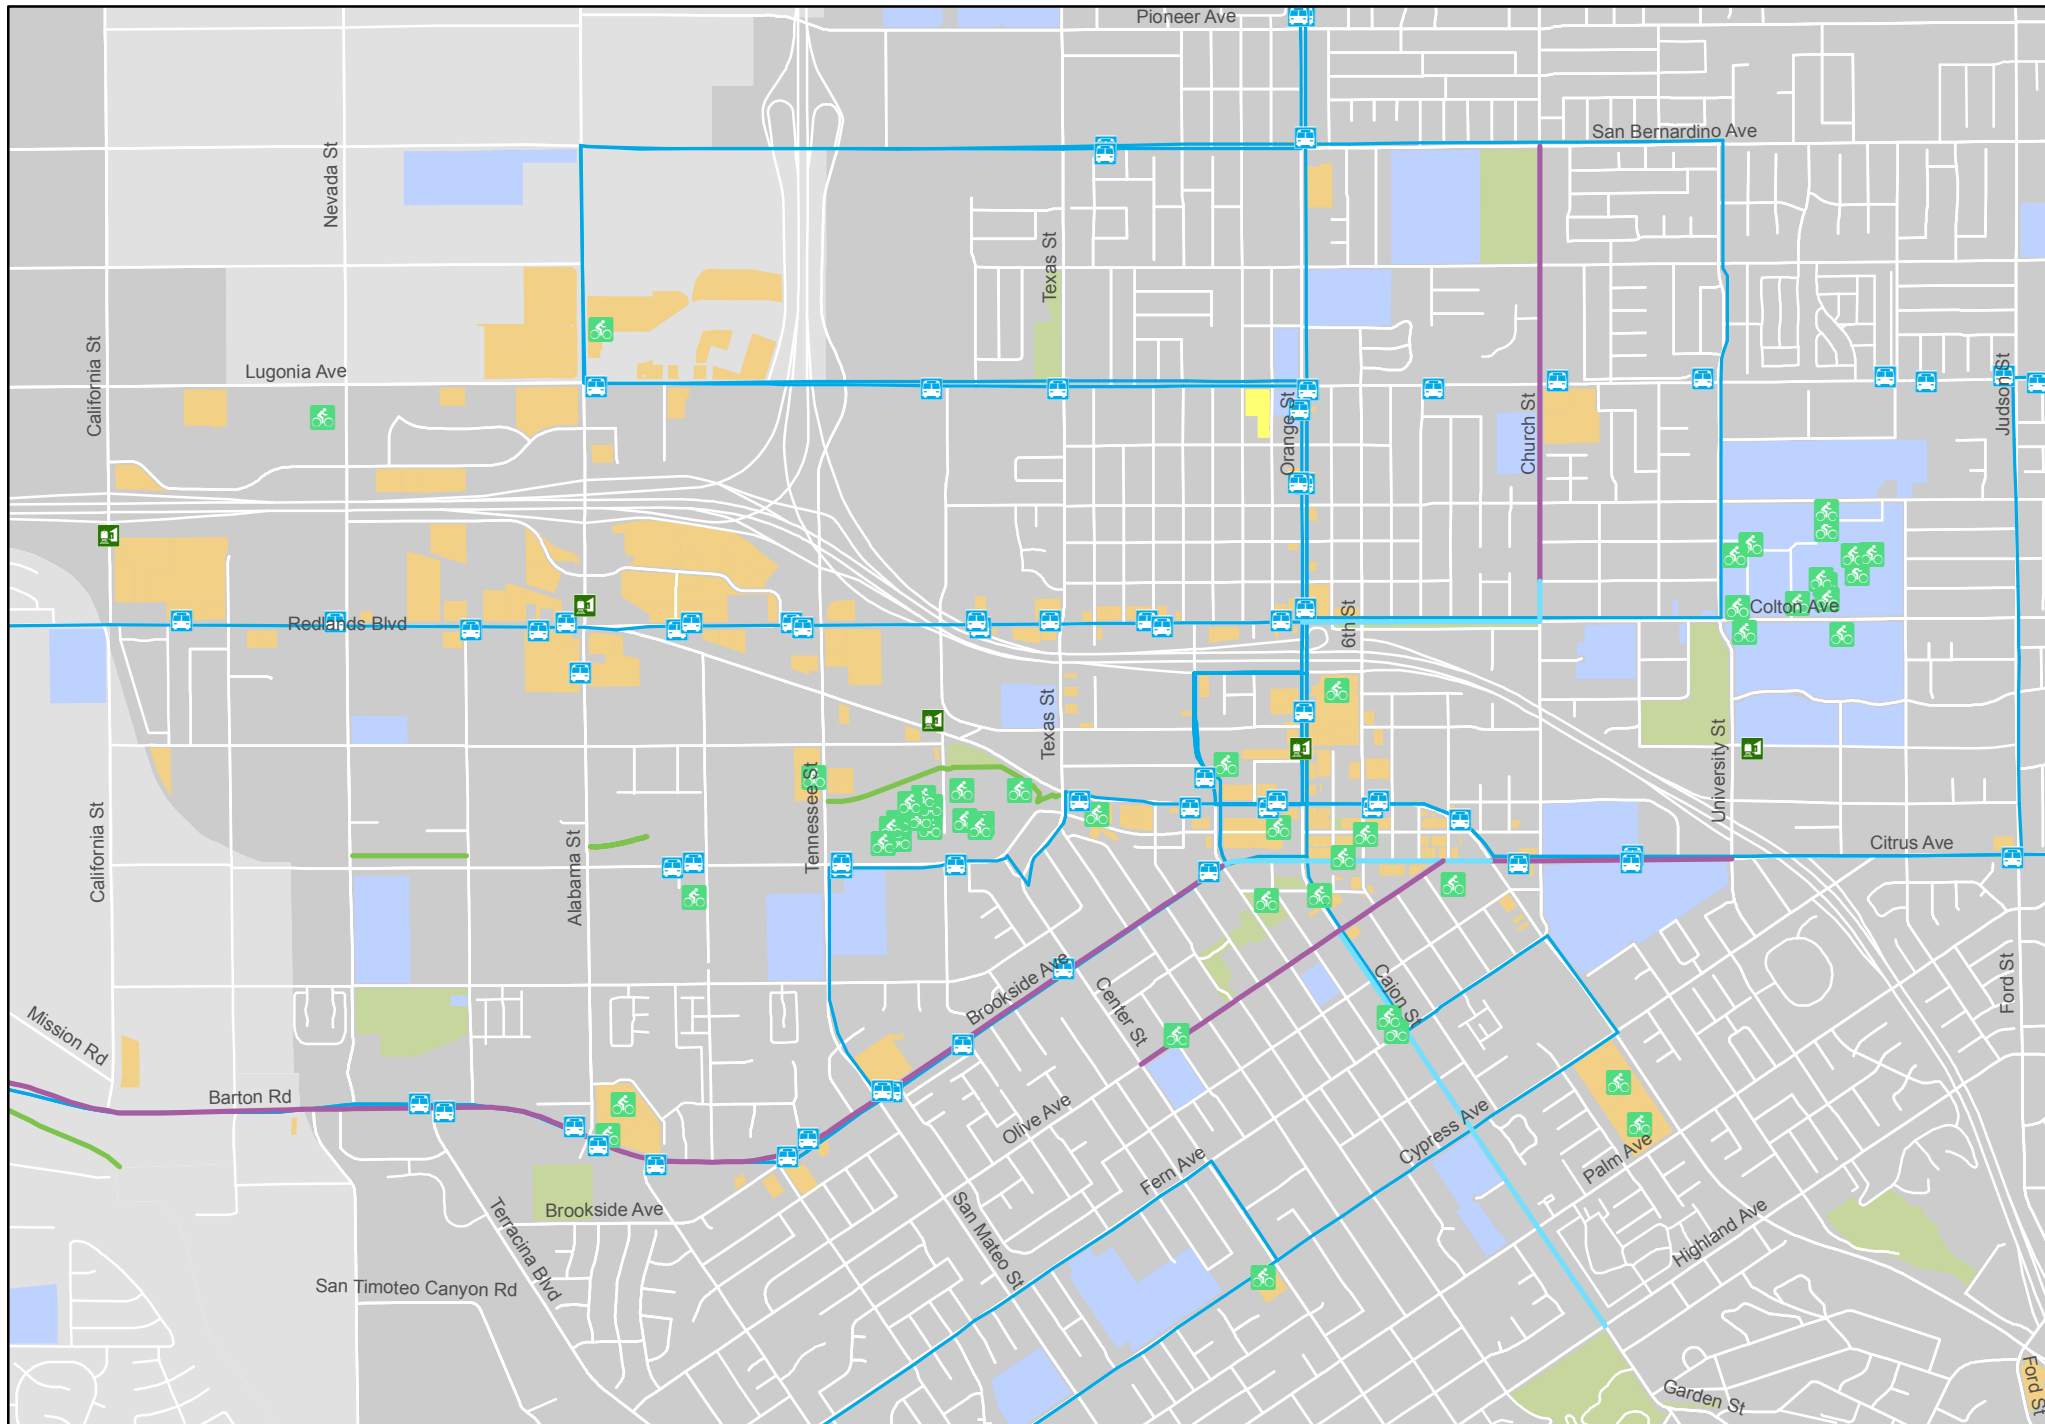 Pioneer Ave
San Bernardino Ave
Nevada St
Texas St
California St
Lugonia Ave
Orange St
Church St
Judson St
Redlands Blvd
6th St
Colton Ave
Texas St
University St
Tennessee St
California St
Alabama St
Citrus Ave
Brookside Ave
Center St
Cajon St
Ford St
Mission Rd
Barton Rd
Olive Ave
Fern Ave
Cypress Ave
Palm Ave
Brookside Ave
San Mateo St
Terracina Blvd
Highland Ave
San Timoteo Canyon Rd
Garden St
Ford St